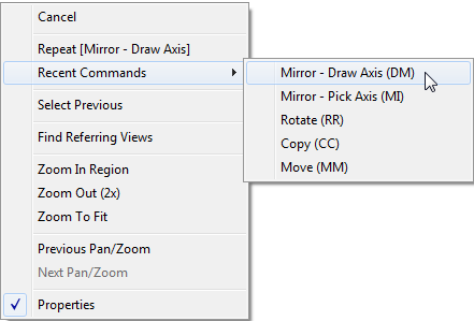 Cancel
Repeat [Mirror - Draw Axis]
Recent Commands
Select Previous
Find Referring Views
Zoom In Region
Zoom Out (2x)
Zoom To Fit
Previous Pan/Zoom
Next Pan/Zoom
Properties
Mirror - Draw Axis (DM)
Mirror - Pick Axis (MI)
Rotate (RR)
Copy (CC)
Move (MM)